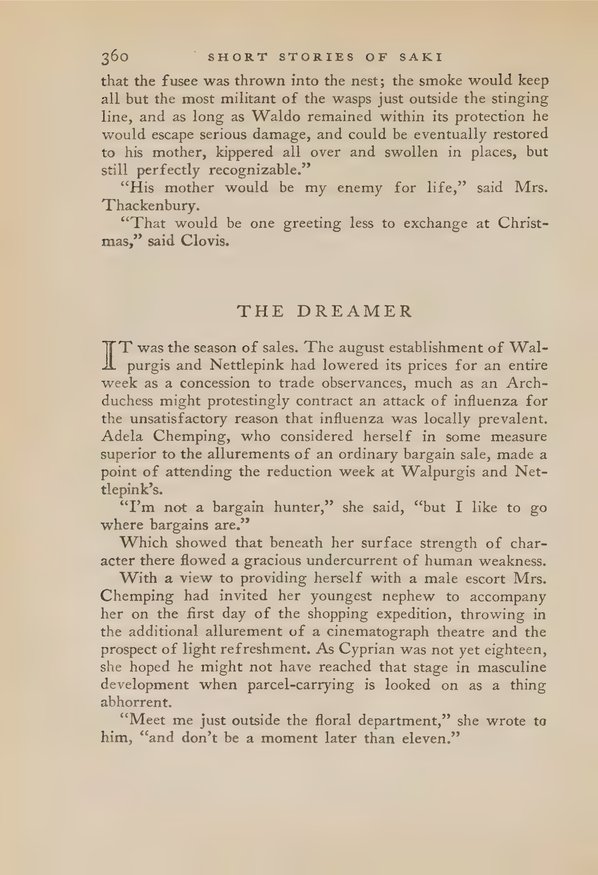 360 SHORT STORIES OF SAKI
that the fusee was thrown into the nest; the smoke would keep
all but the most militant of the wasps just outside the stinging
line, and as long as Waldo remained within its protection he
would escape serious damage, and could be eventually restored
to his mother, kippered all over and swollen in places, but
still perfectly recognizable.”
“His mother would be my enemy for life,” said Mrs.
Thackenbury.
“That would be one greeting less to exchange at Christ-
mas,” said Clovis.
THE DREAMER
IT was the season of sales. The august establishment of Wal-
purgis and Nettlepink had lowered its prices for an entire
week as a concession to trade observances, much as an Arch-
duchess might protestingly contract an attack of influenza for
the unsatisfactory reason that influenza was locally prevalent.
Adela Chemping, who considered herself in some measure
superior to the allurements of an ordinary bargain sale, made a
point of attending the reduction week at Walpurgis and Net-
tlepink’s.
“I’m not a bargain hunter,” she said, “but I like to go
where bargains are.”
Which showed that beneath her surface strength of char-
acter there flowed a gracious undercurrent of human weakness.
With a view to providing herself with a male escort Mrs.
Chemping had invited her youngest nephew to accompany
her on the first day of the shopping expedition, throwing in
the additional allurement of a cinematograph theatre and the
prospect of light refreshment. As Cyprian was not yet eighteen,
she hoped he might not have reached that stage in masculine
development when parcel-carrying is looked on as a thing
abhorrent.
“Meet me just outside the floral department,” she wrote to
him, “and don’t be a moment later than eleven.”